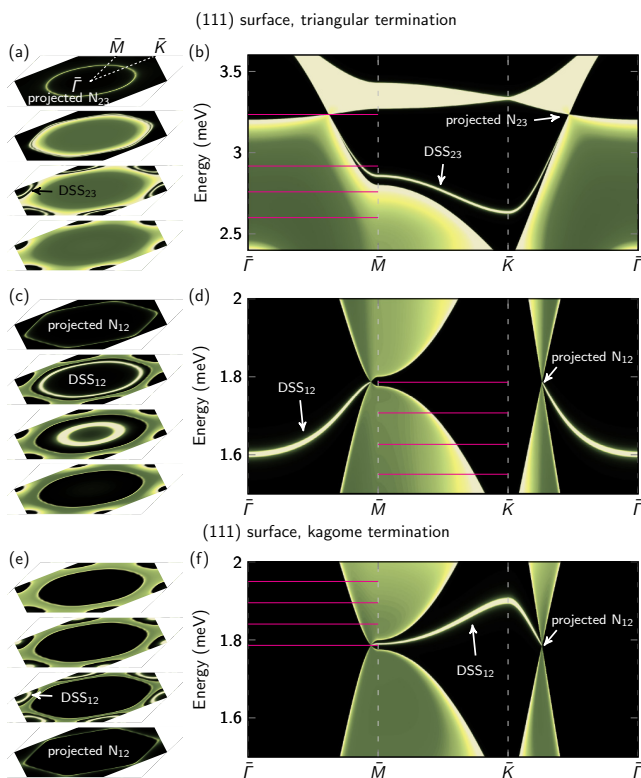 (111) surface, triangular termination
(a)
M̄
K̄
Γ̄
projected N₂₃
DSS₂₃
(b)
3.5
3
2.5
Energy (meV)
projected N₂₃
DSS₂₃
Γ̄ M̄ K̄ Γ̄
(c)
projected N₁₂
DSS₁₂
(d)
2
1.8
1.6
Energy (meV)
DSS₁₂
projected N₁₂
Γ̄ M̄ K̄ Γ̄
(111) surface, kagome termination
(e)
DSS₁₂
projected N₁₂
(f)
2
1.8
1.6
Energy (meV)
projected N₁₂
DSS₁₂
Γ̄ M̄ K̄ Γ̄